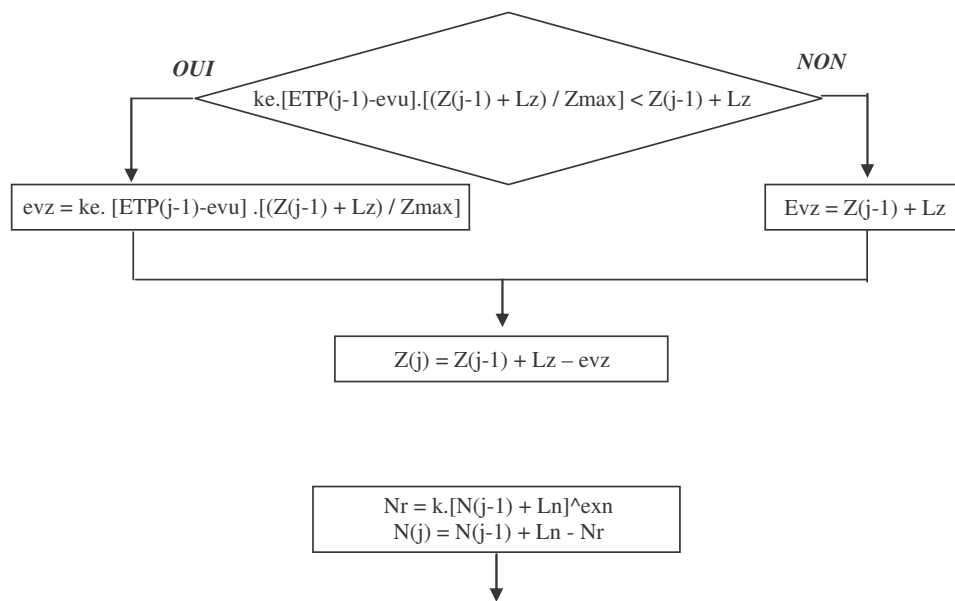 OUI
NON
ke.[ETP(j-1)-evu].[(Z(j-1) + Lz) / Zmax] < Z(j-1) + Lz
evz = ke. [ETP(j-1)-evu] .[(Z(j-1) + Lz) / Zmax]
Evz = Z(j-1) + Lz
Z(j) = Z(j-1) + Lz – evz
Nr = k.[N(j-1) + Ln]^exn
N(j) = N(j-1) + Ln - Nr